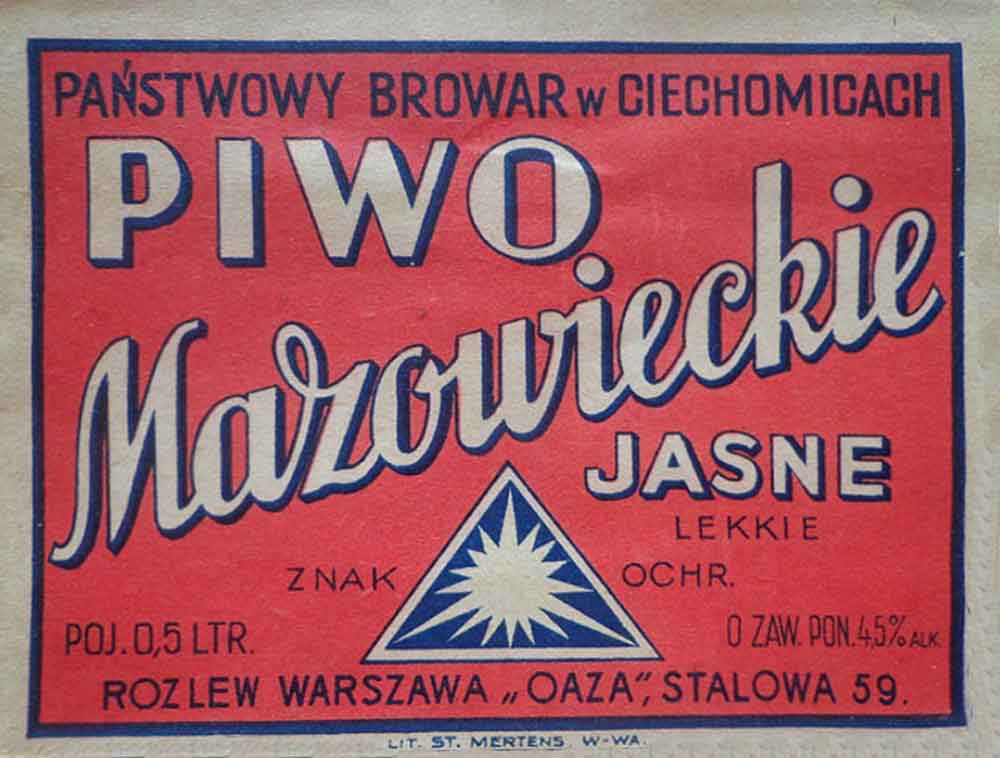 PAŃSTWOWY BROWAR w CIECHOMICACH
PIWO
Mazowieckie
JASNE
LEKKIE
ZNAK OCHR.
POJ. 0,5 LTR.
O ZAW. PON. 4,5% ALK.
ROZLEW WARSZAWA „OAZA”, STALOWA 59.
LIT. ST. MERTENS W-WA.